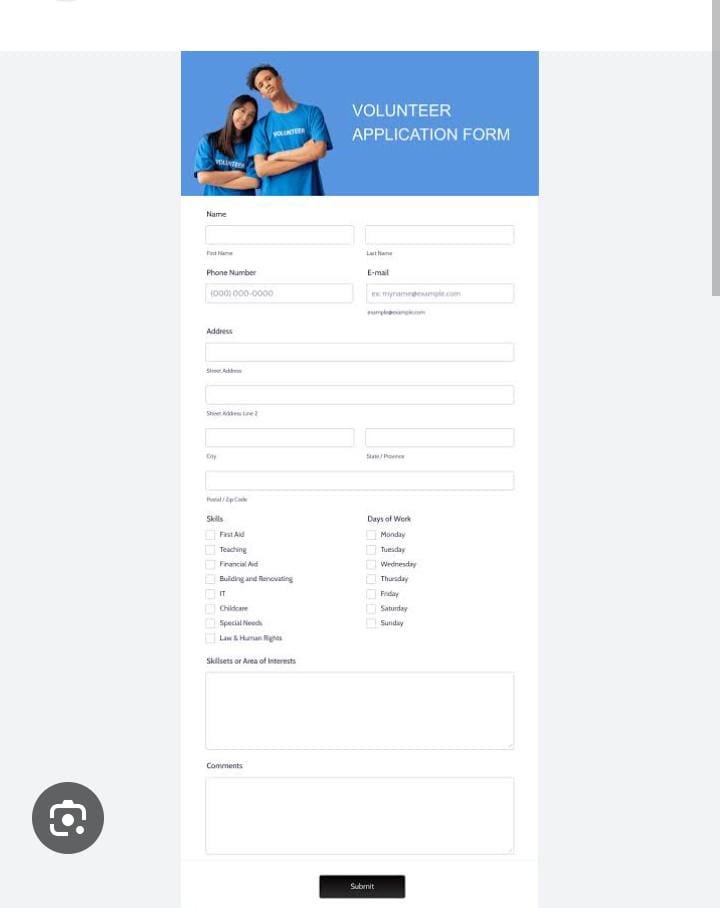 VOLUNTEER
APPLICATION FORM
VOLUNTEER
VOLUNTEER
Name
First Name Last Name
Phone Number E-mail
(000) 000-0000 ex: myname@example.com
example@example.com
Address
Street Address
Street Address Line 2
City State / Province
Postal / Zip Code
Skills Days of Work
First Aid Monday
Teaching Tuesday
Financial Aid Wednesday
Building and Renovating Thursday
IT Friday
Childcare Saturday
Special Needs Sunday
Law & Human Rights
Skillsets or Area of Interests
Comments
Submit